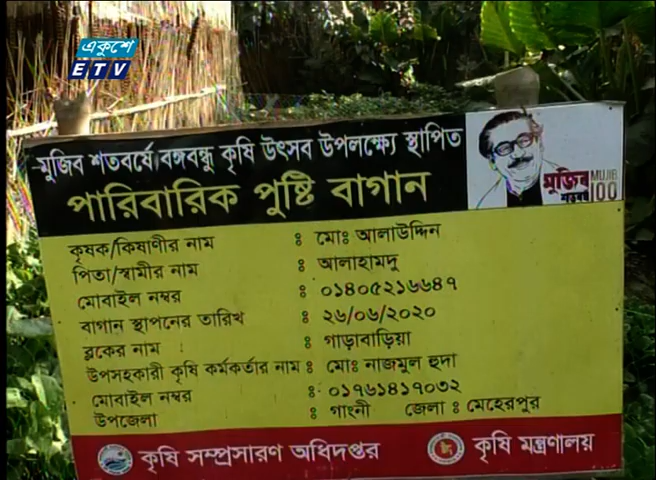 একুশে
ETV
মুজিব শতবর্ষে বঙ্গবন্ধু কৃষি উৎসব উপলক্ষ্যে স্থাপিত
পারিবারিক পুষ্টি বাগান
মুজিব MUJIB
শতবর্ষ 100
কৃষক/কিষাণীর নাম : মোঃ আলাউদ্দিন
পিতা/স্বামীর নাম : আলাহামদু
মোবাইল নম্বর : ০১৪০৫২১৬৬৪৭
বাগান স্থাপনের তারিখ : ২৬/০৬/২০২০
ব্লকের নাম : গাড়াবাড়িয়া
উপসহকারী কৃষি কর্মকর্তার নাম : মোঃ নাজমুল হুদা
মোবাইল নম্বর : ০১৭৬১৪১৭০৩২
উপজেলা : গাংনী জেলা : মেহেরপুর
কৃষি সম্প্রসারণ অধিদপ্তর কৃষি মন্ত্রণালয়